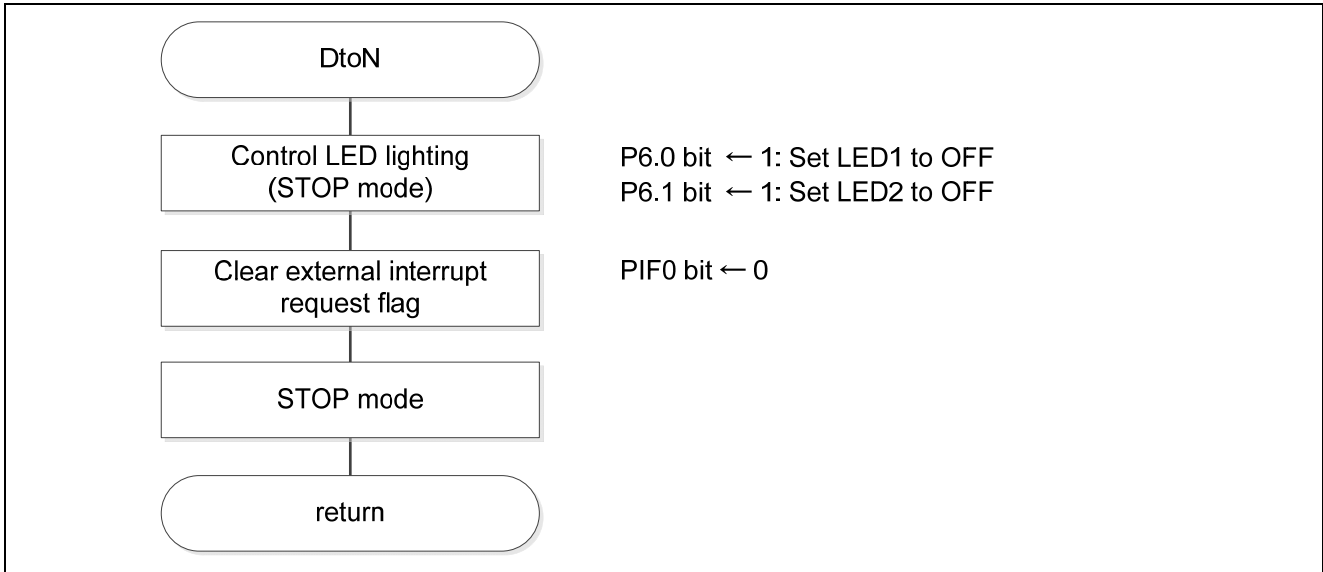 DtoN
Control LED lighting
(STOP mode)
P6.0 bit ← 1: Set LED1 to OFF
P6.1 bit ← 1: Set LED2 to OFF
Clear external interrupt
request flag
PIF0 bit ← 0
STOP mode
return